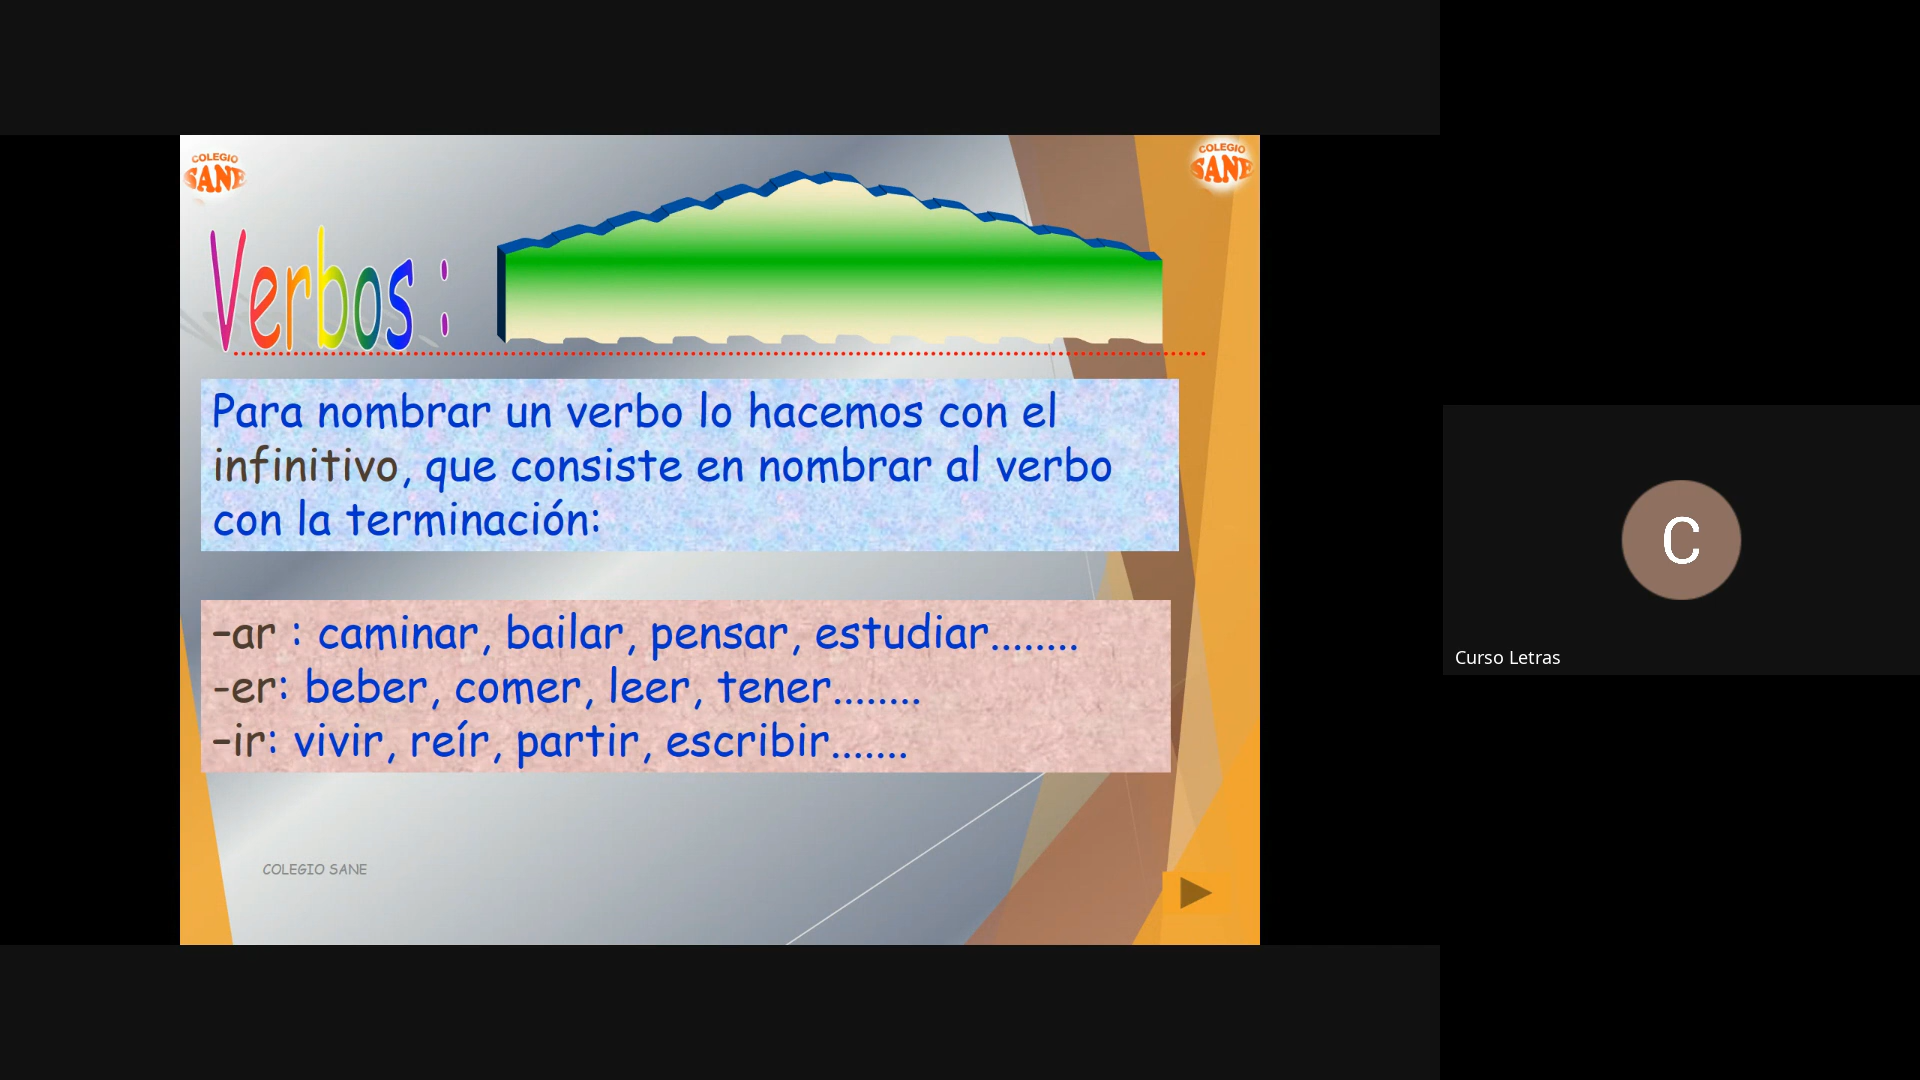 COLEGIO
SANE
COLEGIO
SANE
Verbos :
Para nombrar un verbo lo hacemos con el
infinitivo, que consiste en nombrar al verbo
con la terminación:
–ar : caminar, bailar, pensar, estudiar........
-er: beber, comer, leer, tener........
–ir: vivir, reír, partir, escribir.......
COLEGIO SANE
C
Curso Letras